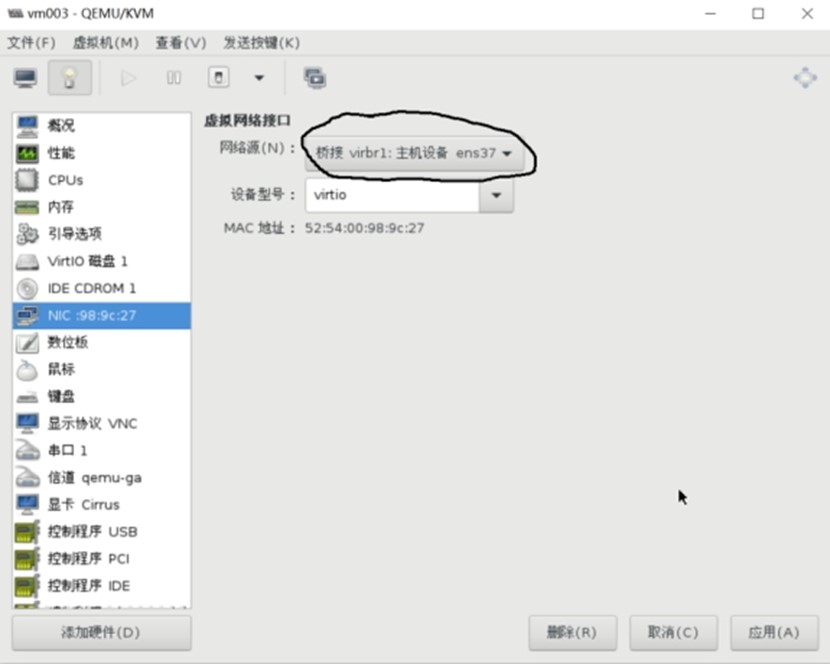 vm003 - QEMU/KVM
文件(F) 虚拟机(M) 查看(V) 发送按键(K)
概况
性能
CPUs
内存
引导选项
VirtIO 磁盘 1
IDE CDROM 1
NIC :98:9c:27
数位板
鼠标
键盘
显示协议 VNC
串口 1
信道 qemu-ga
显卡 Cirrus
控制程序 USB
控制程序 PCI
控制程序 IDE
添加硬件(D)
虚拟网络接口
网络源(N)： 桥接 virbr1: 主机设备 ens37
设备型号： virtio
MAC 地址： 52:54:00:98:9c:27
删除(R) 取消(C) 应用(A)